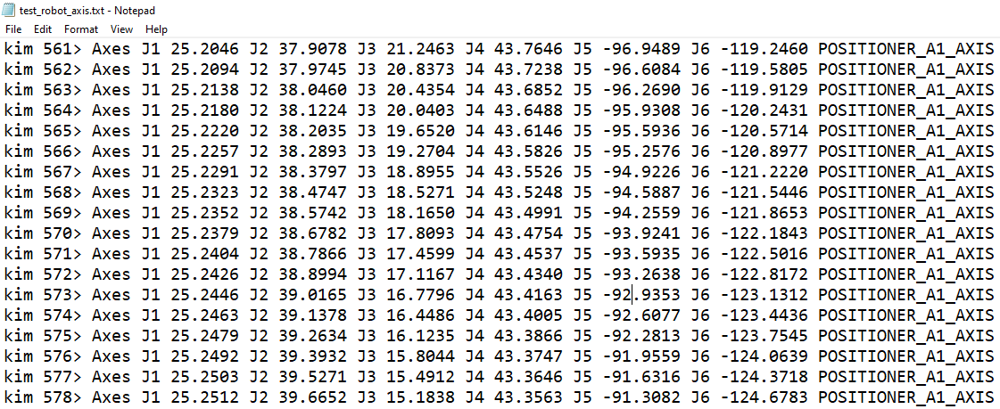 test_robot_axis.txt - Notepad
File Edit Format View Help
kim 561> Axes J1 25.2046 J2 37.9078 J3 21.2463 J4 43.7646 J5 -96.9489 J6 -119.2460 POSITIONER_A1_AXIS
kim 562> Axes J1 25.2094 J2 37.9745 J3 20.8373 J4 43.7238 J5 -96.6084 J6 -119.5805 POSITIONER_A1_AXIS
kim 563> Axes J1 25.2138 J2 38.0460 J3 20.4354 J4 43.6852 J5 -96.2690 J6 -119.9129 POSITIONER_A1_AXIS
kim 564> Axes J1 25.2180 J2 38.1224 J3 20.0403 J4 43.6488 J5 -95.9308 J6 -120.2431 POSITIONER_A1_AXIS
kim 565> Axes J1 25.2220 J2 38.2035 J3 19.6520 J4 43.6146 J5 -95.5936 J6 -120.5714 POSITIONER_A1_AXIS
kim 566> Axes J1 25.2257 J2 38.2893 J3 19.2704 J4 43.5826 J5 -95.2576 J6 -120.8977 POSITIONER_A1_AXIS
kim 567> Axes J1 25.2291 J2 38.3797 J3 18.8955 J4 43.5526 J5 -94.9226 J6 -121.2220 POSITIONER_A1_AXIS
kim 568> Axes J1 25.2323 J2 38.4747 J3 18.5271 J4 43.5248 J5 -94.5887 J6 -121.5446 POSITIONER_A1_AXIS
kim 569> Axes J1 25.2352 J2 38.5742 J3 18.1650 J4 43.4991 J5 -94.2559 J6 -121.8653 POSITIONER_A1_AXIS
kim 570> Axes J1 25.2379 J2 38.6782 J3 17.8093 J4 43.4754 J5 -93.9241 J6 -122.1843 POSITIONER_A1_AXIS
kim 571> Axes J1 25.2404 J2 38.7866 J3 17.4599 J4 43.4537 J5 -93.5935 J6 -122.5016 POSITIONER_A1_AXIS
kim 572> Axes J1 25.2426 J2 38.8994 J3 17.1167 J4 43.4340 J5 -93.2638 J6 -122.8172 POSITIONER_A1_AXIS
kim 573> Axes J1 25.2446 J2 39.0165 J3 16.7796 J4 43.4163 J5 -92.9353 J6 -123.1312 POSITIONER_A1_AXIS
kim 574> Axes J1 25.2463 J2 39.1378 J3 16.4486 J4 43.4005 J5 -92.6077 J6 -123.4436 POSITIONER_A1_AXIS
kim 575> Axes J1 25.2479 J2 39.2634 J3 16.1235 J4 43.3866 J5 -92.2813 J6 -123.7545 POSITIONER_A1_AXIS
kim 576> Axes J1 25.2492 J2 39.3932 J3 15.8044 J4 43.3747 J5 -91.9559 J6 -124.0639 POSITIONER_A1_AXIS
kim 577> Axes J1 25.2503 J2 39.5271 J3 15.4912 J4 43.3646 J5 -91.6316 J6 -124.3718 POSITIONER_A1_AXIS
kim 578> Axes J1 25.2512 J2 39.6652 J3 15.1838 J4 43.3563 J5 -91.3082 J6 -124.6783 POSITIONER_A1_AXIS